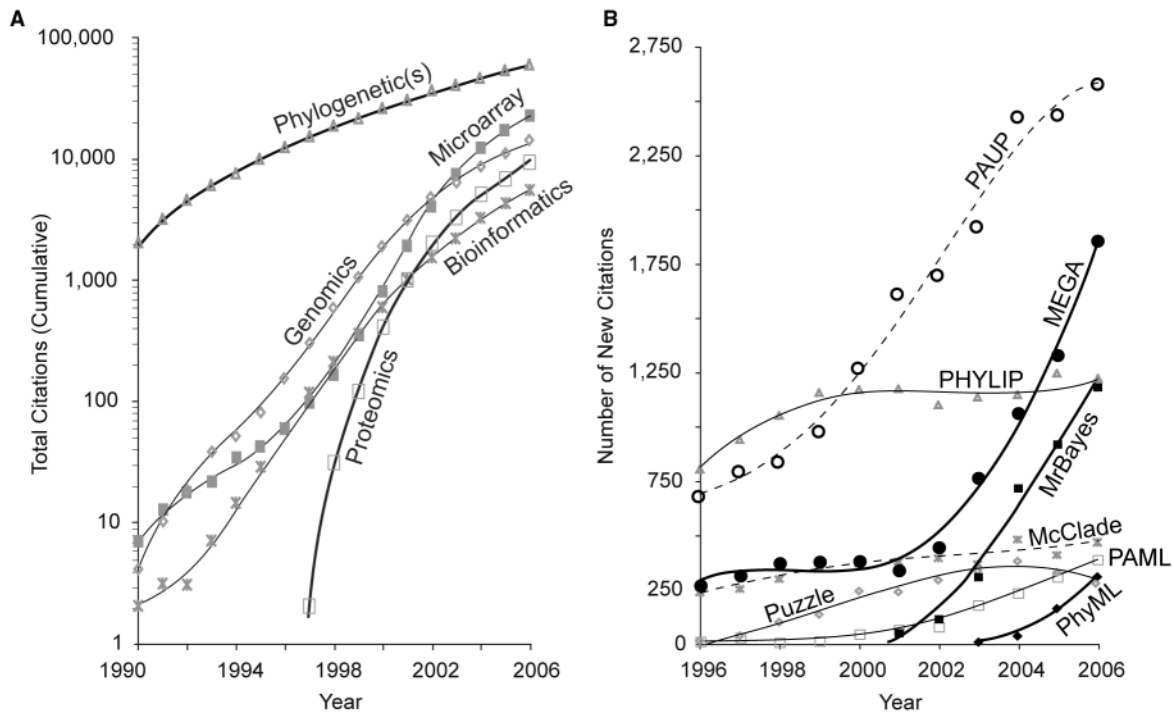 A
100,000
10,000
1,000
100
10
1
1990
1994
1998
2002
2006
Year
Total Citations (Cumulative)
Phylogenetic(s)
Microarray
Genomics
Bioinformatics
Proteomics
B
2,750
2,250
1,750
1,250
750
250
0
1996
1998
2000
2002
2004
2006
Year
Number of New Citations
PAUP
MEGA
PHYLIP
MrBayes
McClade
PAML
Puzzle
PhyML